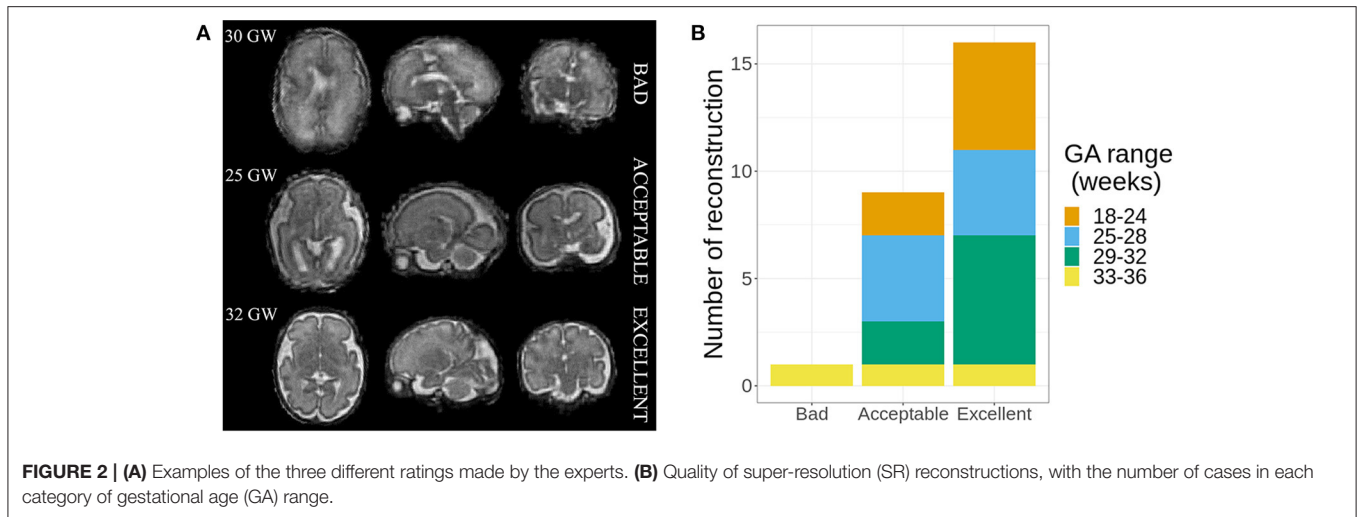 A
30 GW
BAD
25 GW
ACCEPTABLE
32 GW
EXCELLENT
B
Number of reconstruction
15
10
5
0
Bad
Acceptable
Excellent
GA range
(weeks)
18-24
25-28
29-32
33-36
FIGURE 2 | (A) Examples of the three different ratings made by the experts. (B) Quality of super-resolution (SR) reconstructions, with the number of cases in each
category of gestational age (GA) range.